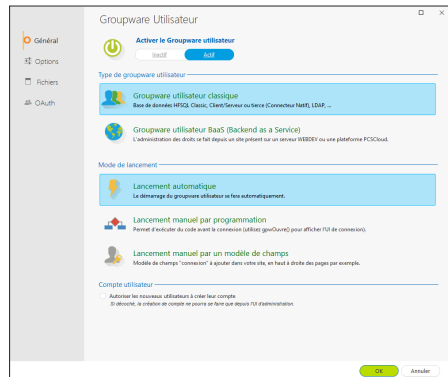 Groupware Utilisateur
Général
Options
Fichiers
OAuth
Activer le Groupware utilisateur
Inactif
Actif
Type de groupware utilisateur
Groupware utilisateur classique
Base de données HFSQL Classic, Client/Serveur ou tierce (Connecteur Natif), LDAP, ...
Groupware utilisateur BaaS (Backend as a Service)
L'administration des droits se fait depuis un site présent sur un serveur WEBDEV ou une plateforme PCSCloud.
Mode de lancement
Lancement automatique
Le démarrage du groupware utilisateur se fera automatiquement.
Lancement manuel par programmation
Permet d'exécuter du code avant la connexion (utilisez gpwOuvre() pour afficher l'UI de connexion).
Lancement manuel par un modèle de champs
Modèle de champs "connexion" à ajouter dans votre site, en haut à droite des pages par exemple.
Compte utilisateur
Autoriser les nouveaux utilisateurs à créer leur compte
Si décoché, la création de compte ne pourra se faire que depuis l'UI d'administration.
OK
Annuler